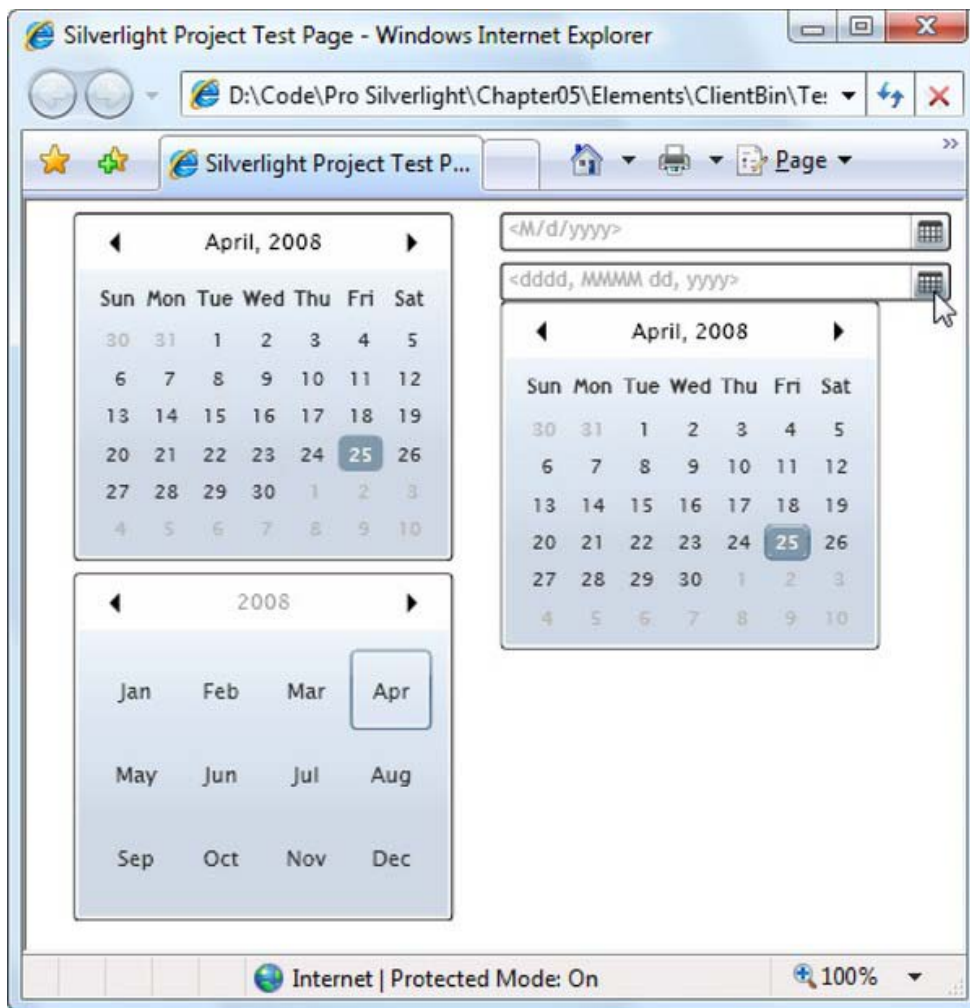 Silverlight Project Test Page - Windows Internet Explorer
D:\Code\Pro Silverlight\Chapter05\Elements\ClientBin\Te:
Silverlight Project Test P...
Page
April, 2008
Sun Mon Tue Wed Thu Fri Sat
30 31 1 2 3 4 5
6 7 8 9 10 11 12
13 14 15 16 17 18 19
20 21 22 23 24 25 26
27 28 29 30 1 2 3
4 5 6 7 8 9 10
2008
Jan Feb Mar Apr
May Jun Jul Aug
Sep Oct Nov Dec
<M/d/yyyy>
<dddd, MMMM dd, yyyy>
April, 2008
Sun Mon Tue Wed Thu Fri Sat
30 31 1 2 3 4 5
6 7 8 9 10 11 12
13 14 15 16 17 18 19
20 21 22 23 24 25 26
27 28 29 30 1 2 3
4 5 6 7 8 9 10
Internet | Protected Mode: On
100%